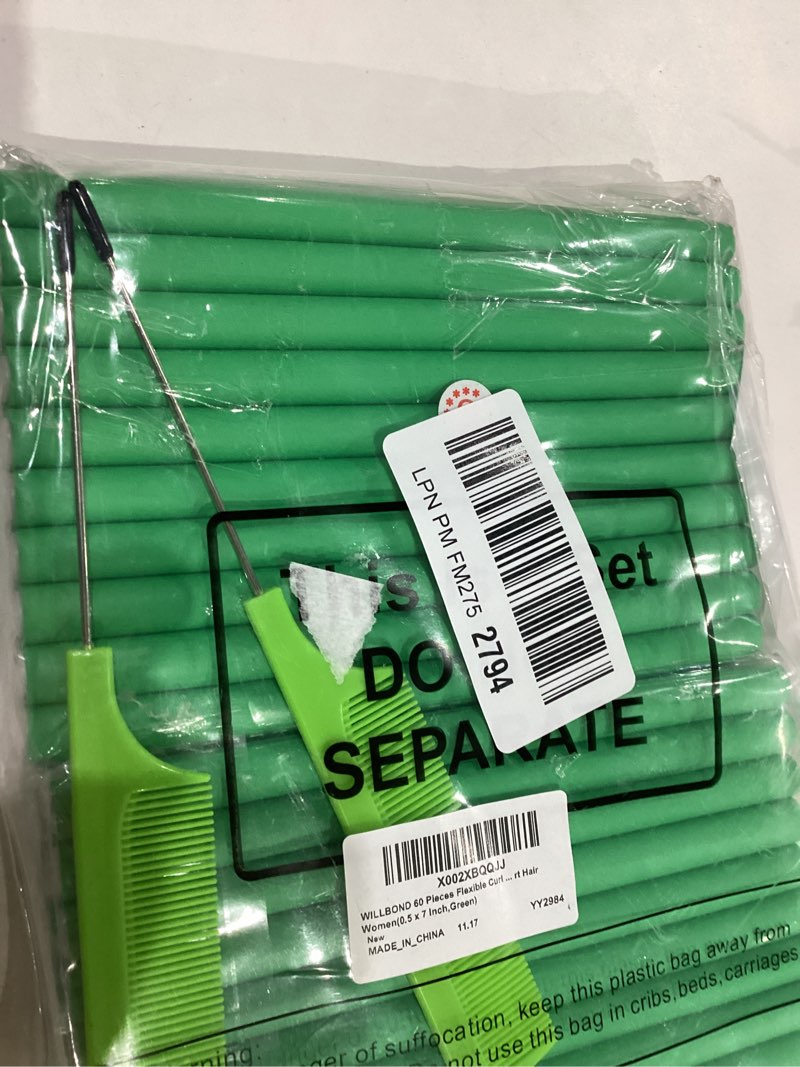 LPN PM FM275 2794
This Set
DO
SEPARATE
X002XBQQJJ
WILLBOND 60 Pieces Flexible Curl ... rt Hair
Women(0.5 x 7 Inch,Green)
New
YY2984
MADE_IN_CHINA 11.17
rning: ger of suffocation, keep this plastic bag away from
not use this bag in cribs, beds, carriages